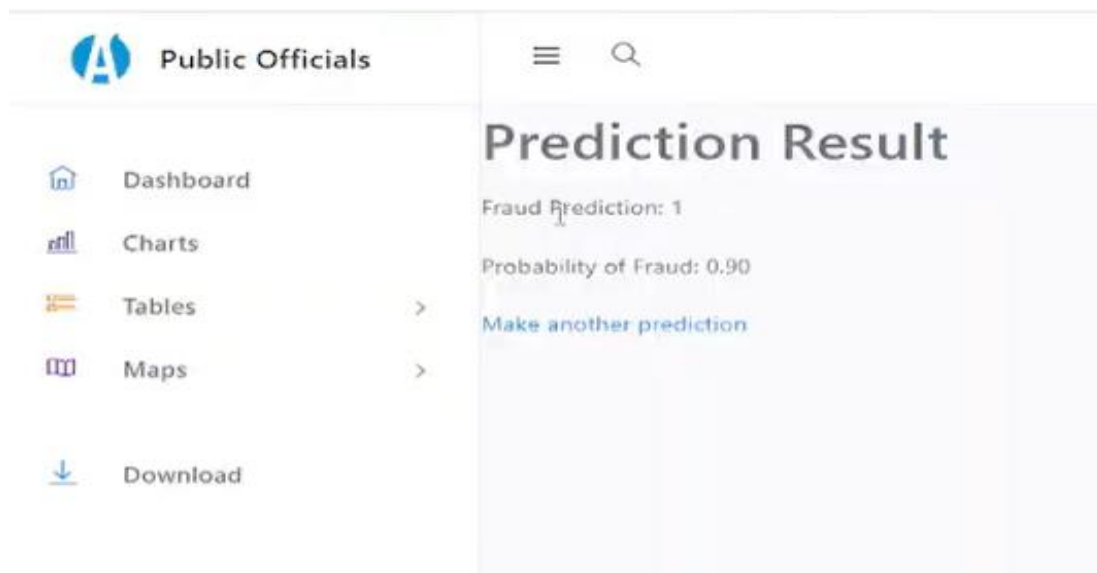 Public Officials
Dashboard
Charts
Tables
Maps
Download
Prediction Result
Fraud Prediction: 1
Probability of Fraud: 0.90
Make another prediction